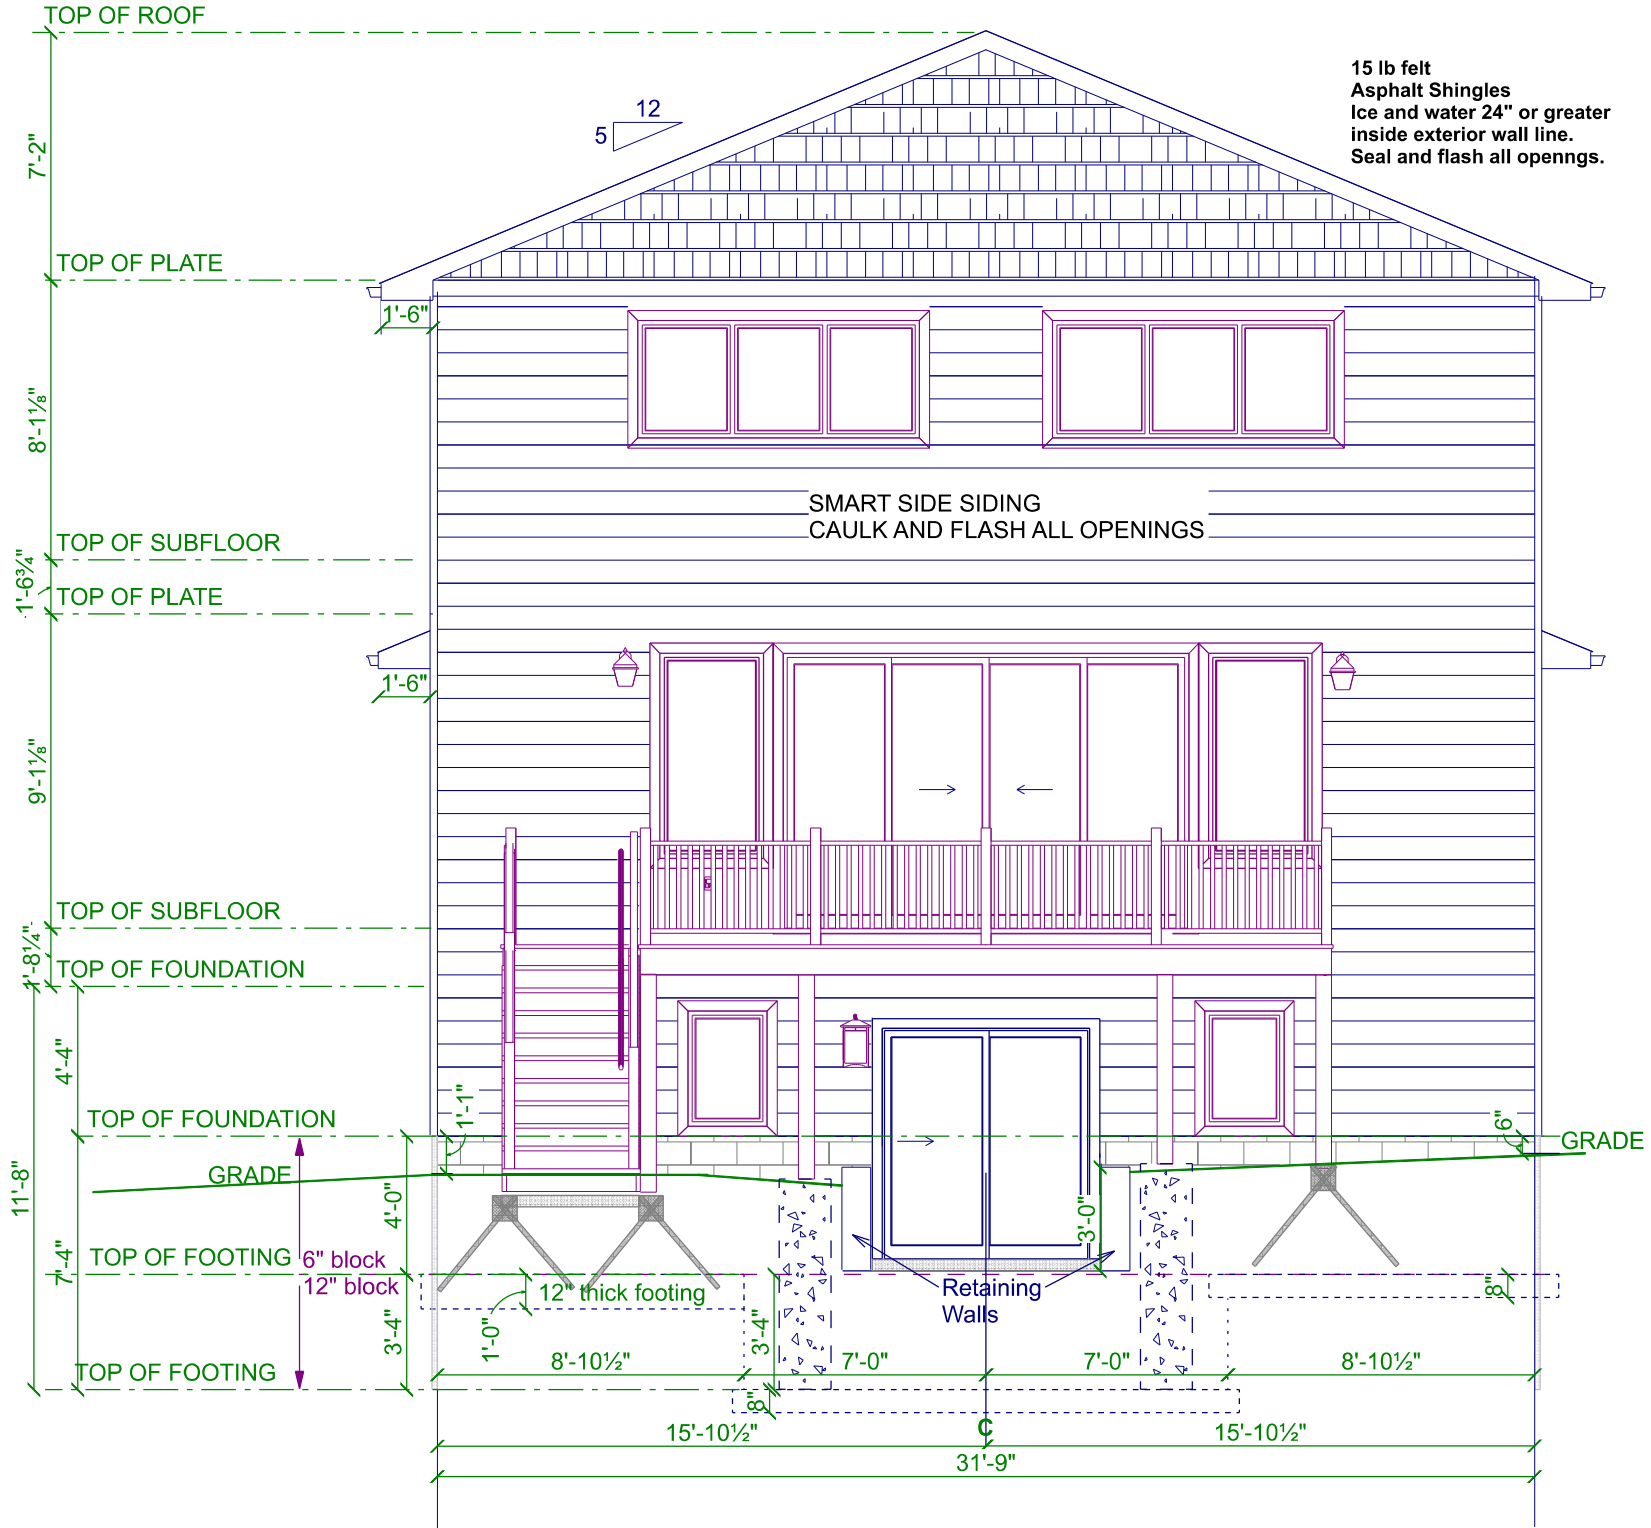 TOP OF ROOF
15 lb felt
Asphalt Shingles
Ice and water 24" or greater
inside exterior wall line.
Seal and flash all openngs.
12
5
7'-2"
TOP OF PLATE
1'-6"
8'-1⅛"
SMART SIDE SIDING
CAULK AND FLASH ALL OPENINGS
TOP OF SUBFLOOR
1'-6¾"
TOP OF PLATE
1'-6"
9'-1⅛"
TOP OF SUBFLOOR
1'-8¼"
TOP OF FOUNDATION
4'-4"
1'-1"
TOP OF FOUNDATION
6"
GRADE
GRADE
11'-8"
4'-0"
3'-0"
TOP OF FOOTING
6" block
7'-4"
12" block
12" thick footing
Retaining
Walls
8"
1'-0"
3'-4"
3'-4"
8'-10½"
7'-0"
7'-0"
8'-10½"
TOP OF FOOTING
8"
C
15'-10½"
15'-10½"
31'-9"